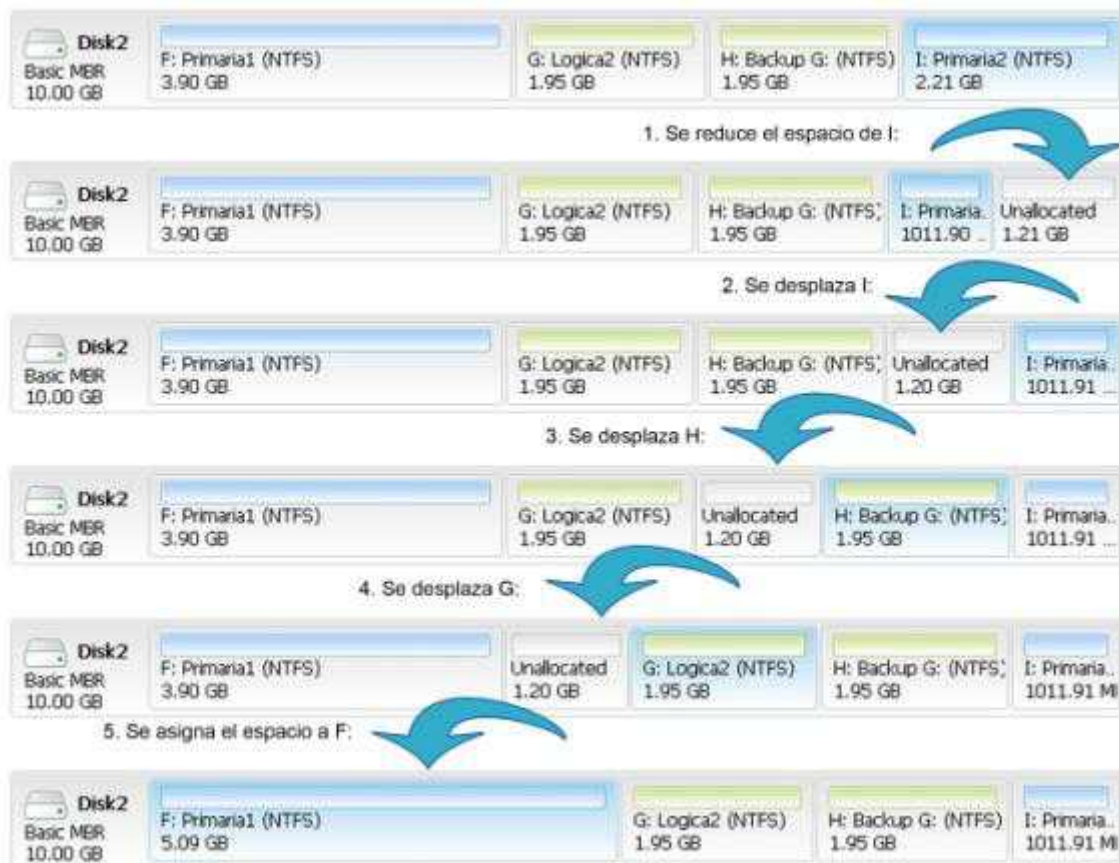 Disk2
Basic MBR
10.00 GB
F: Primaria1 (NTFS)
3.90 GB
G: Logica2 (NTFS)
1.95 GB
H: Backup G: (NTFS)
1.95 GB
I: Primaria2 (NTFS)
2.21 GB
1. Se reduce el espacio de I:
Disk2
Basic MBR
10.00 GB
F: Primaria1 (NTFS)
3.90 GB
G: Logica2 (NTFS)
1.95 GB
H: Backup G: (NTFS;
1.95 GB
I: Primaria.
1011.90 ...
Unallocated
1.21 GB
2. Se desplaza I:
Disk2
Basic MBR
10.00 GB
F: Primaria1 (NTFS)
3.90 GB
G: Logica2 (NTFS)
1.95 GB
H: Backup G: (NTFS;
1.95 GB
Unallocated
1.20 GB
I: Primaria.
1011.91 ...
3. Se desplaza H:
Disk2
Basic MBR
10.00 GB
F: Primaria1 (NTFS)
3.90 GB
G: Logica2 (NTFS)
1.95 GB
Unallocated
1.20 GB
H: Backup G: (NTFS;
1.95 GB
I: Primaria.
1011.91 ...
4. Se desplaza G:
Disk2
Basic MBR
10.00 GB
F: Primaria1 (NTFS)
3.90 GB
Unallocated
1.20 GB
G: Logica2 (NTFS)
1.95 GB
H: Backup G: (NTFS;
1.95 GB
I: Primaria..
1011.91 M
5. Se asigna el espacio a F:
Disk2
Basic MBR
10.00 GB
F: Primaria1 (NTFS)
5.09 GB
G: Logica2 (NTFS)
1.95 GB
H: Backup G: (NTFS)
1.95 GB
I: Primaria..
1011.91 M